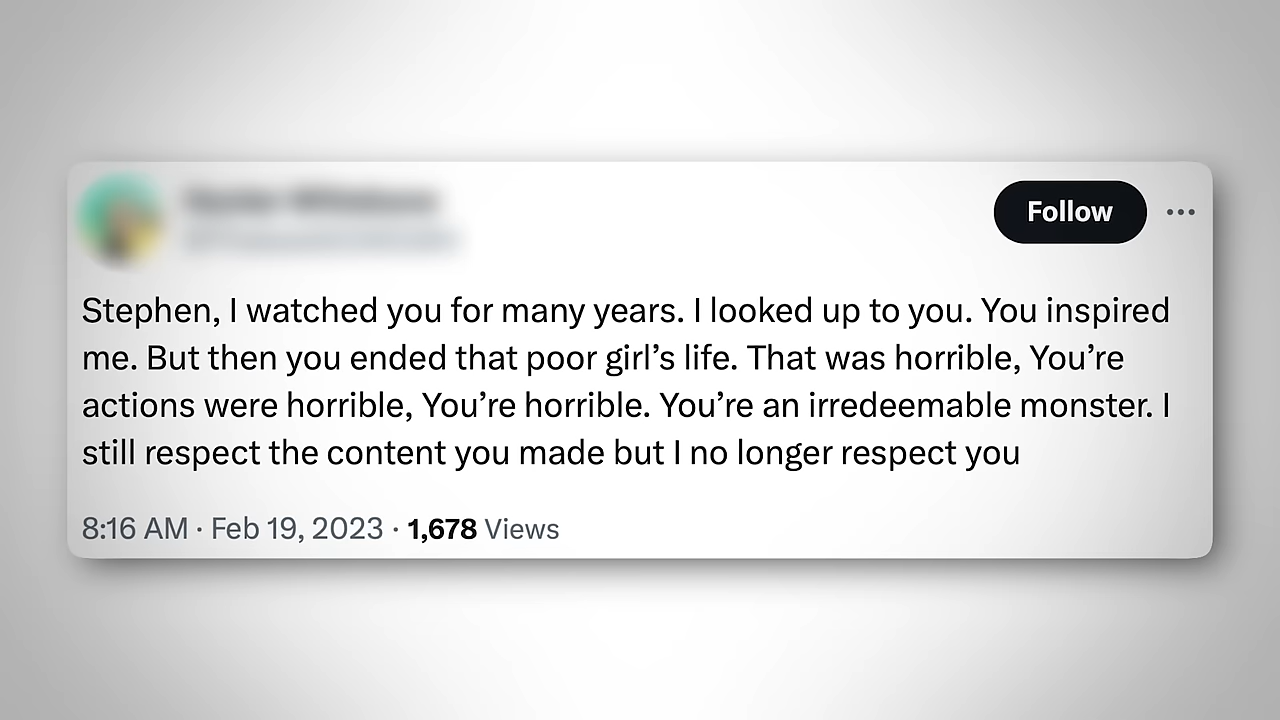 Follow
Stephen, I watched you for many years. I looked up to you. You inspired
me. But then you ended that poor girl’s life. That was horrible, You’re
actions were horrible, You’re horrible. You’re an irredeemable monster. I
still respect the content you made but I no longer respect you
8:16 AM · Feb 19, 2023 · 1,678 Views